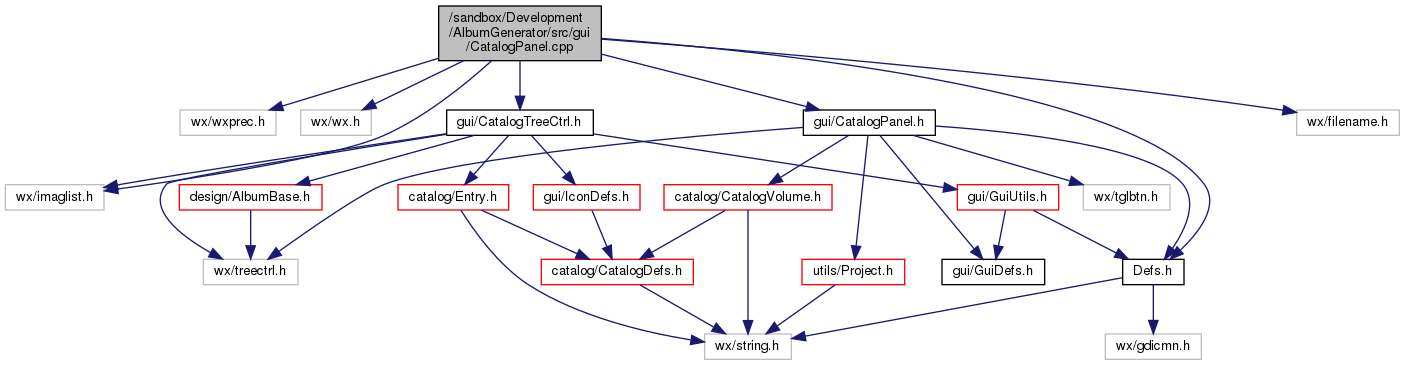 /sandbox/Development
/AlbumGenerator/src/gui
/CatalogPanel.cpp
wx/wxprec.h
wx/wx.h
gui/CatalogTreeCtrl.h
gui/CatalogPanel.h
wx/filename.h
wx/imaglist.h
design/AlbumBase.h
catalog/Entry.h
gui/IconDefs.h
catalog/CatalogVolume.h
gui/GuiUtils.h
wx/tglbtn.h
wx/treectrl.h
catalog/CatalogDefs.h
utils/Project.h
gui/GuiDefs.h
Defs.h
wx/string.h
wx/gdicmn.h